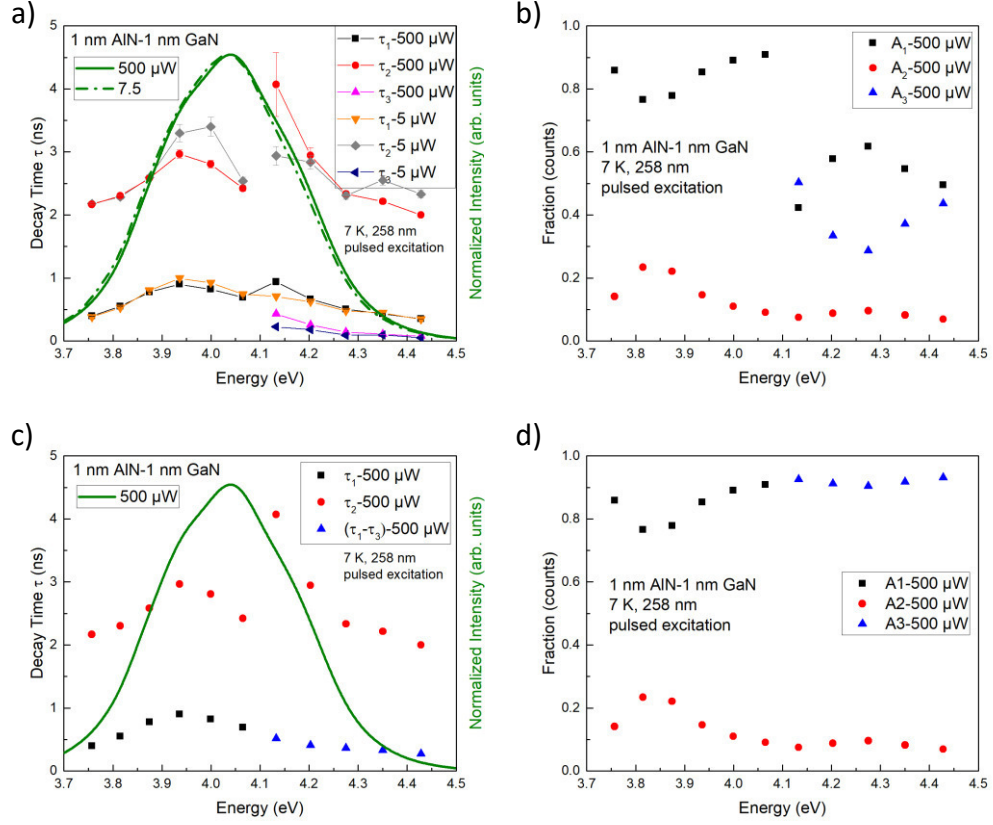 a)
1 nm AlN-1 nm GaN
500 µW
7.5
τ1-500 µW
τ2-500 µW
τ3-500 µW
τ1-5 µW
τ2-5 µW
τ3-5 µW
7 K, 258 nm
pulsed excitation
5
4
3
2
1
0
Decay Time τ (ns)
Normalized Intensity (arb. units)
3.7 3.8 3.9 4.0 4.1 4.2 4.3 4.4 4.5
Energy (eV)
b)
A1-500 µW
A2-500 µW
A3-500 µW
1 nm AlN-1 nm GaN
7 K, 258 nm
pulsed excitation
1.0
0.8
0.6
0.4
0.2
0.0
Fraction (counts)
3.7 3.8 3.9 4.0 4.1 4.2 4.3 4.4 4.5
Energy (eV)
c)
1 nm AlN-1 nm GaN
500 µW
τ1-500 µW
τ2-500 µW
(τ1-τ3)-500 µW
7 K, 258 nm
pulsed excitation
5
4
3
2
1
0
Decay Time τ (ns)
Normalized Intensity (arb. units)
3.7 3.8 3.9 4.0 4.1 4.2 4.3 4.4 4.5
Energy (eV)
d)
1 nm AlN-1 nm GaN
7 K, 258 nm
pulsed excitation
A1-500 µW
A2-500 µW
A3-500 µW
1.0
0.8
0.6
0.4
0.2
0.0
Fraction (counts)
3.7 3.8 3.9 4.0 4.1 4.2 4.3 4.4 4.5
Energy (eV)